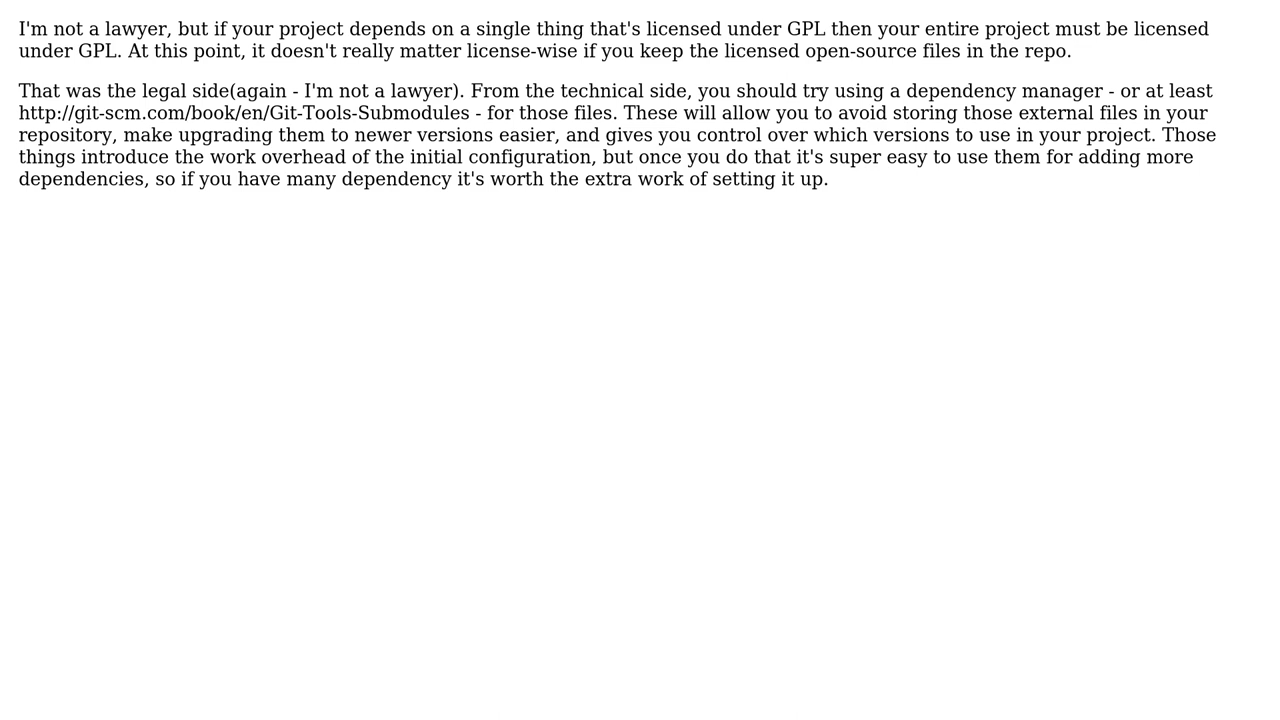 I'm not a lawyer, but if your project depends on a single thing that's licensed under GPL then your entire project must be licensed
under GPL. At this point, it doesn't really matter license-wise if you keep the licensed open-source files in the repo.
That was the legal side(again - I'm not a lawyer). From the technical side, you should try using a dependency manager - or at least
http://git-scm.com/book/en/Git-Tools-Submodules - for those files. These will allow you to avoid storing those external files in your
repository, make upgrading them to newer versions easier, and gives you control over which versions to use in your project. Those
things introduce the work overhead of the initial configuration, but once you do that it's super easy to use them for adding more
dependencies, so if you have many dependency it's worth the extra work of setting it up.